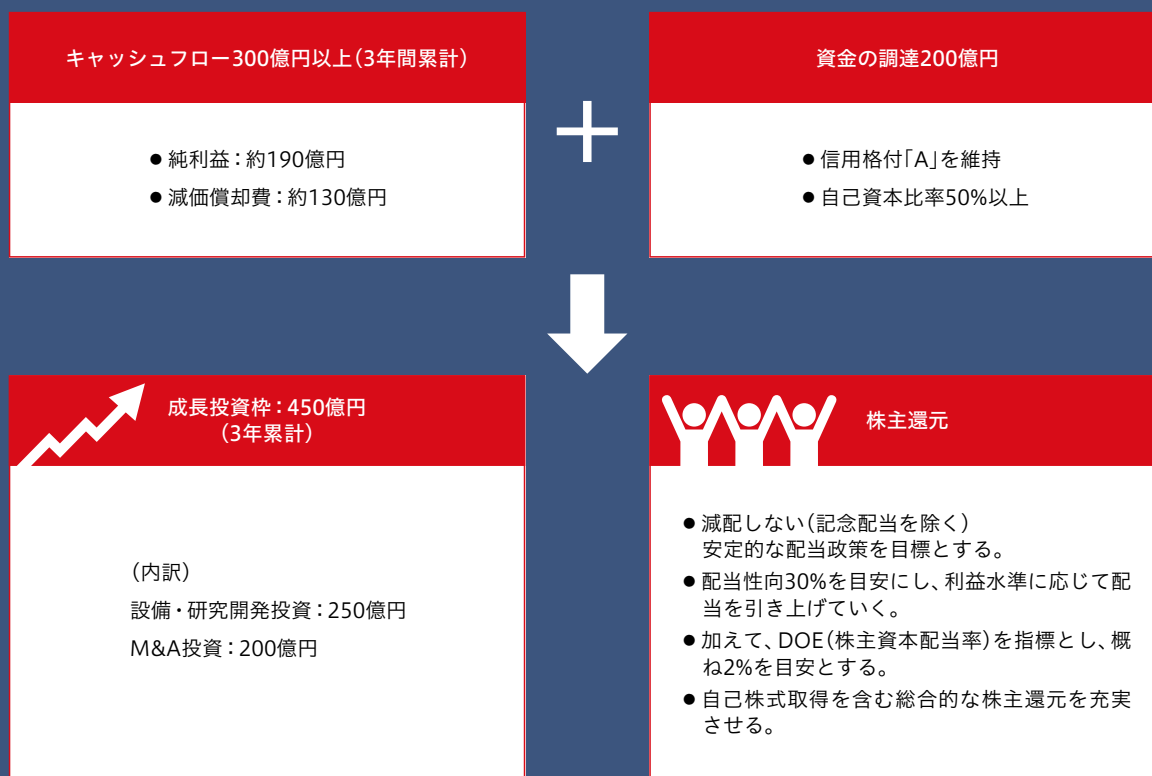 キャッシュフロー300億円以上(3年間累計)
● 純利益：約190億円
● 減価償却費：約130億円
＋
資金の調達200億円
● 信用格付「A」を維持
● 自己資本比率50%以上
成長投資枠：450億円
(3年累計)
(内訳)
設備・研究開発投資：250億円
M&A投資：200億円
株主還元
● 減配しない(記念配当を除く)
安定的な配当政策を目標とする。
● 配当性向30%を目安にし、利益水準に応じて配
当を引き上げていく。
● 加えて、DOE(株主資本配当率)を指標とし、概
ね2%を目安とする。
● 自己株式取得を含む総合的な株主還元を充実
させる。